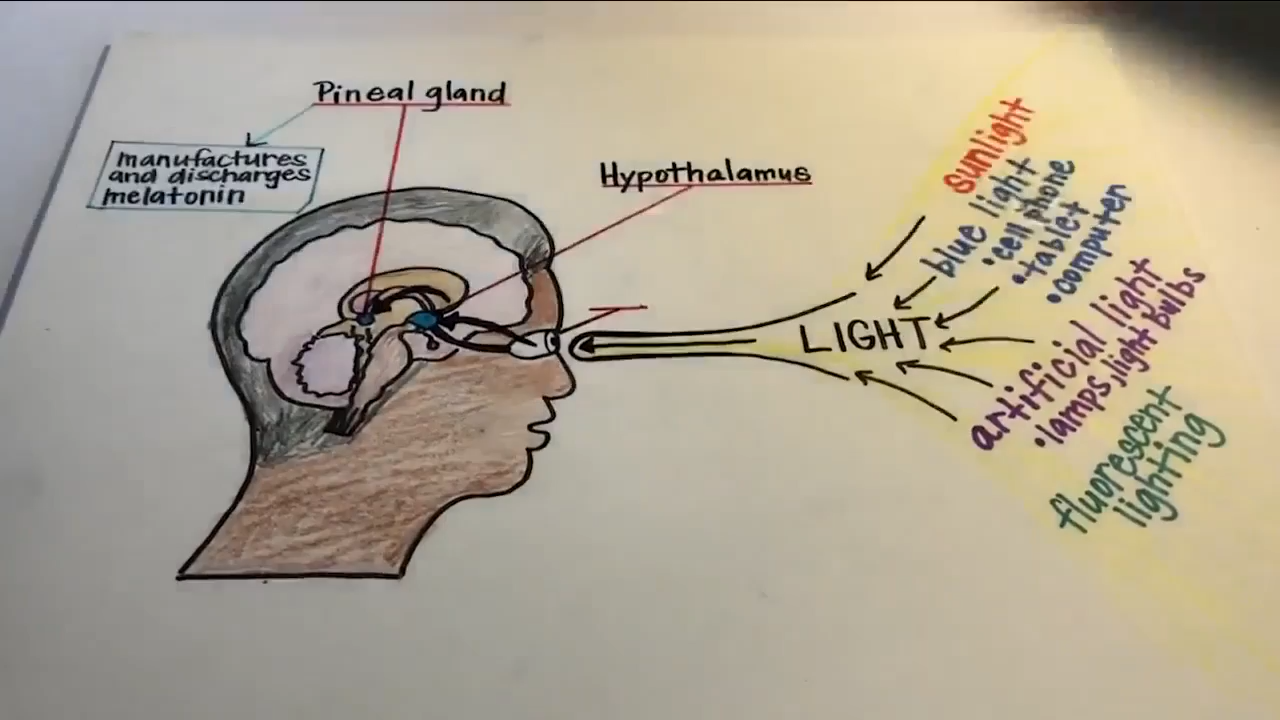 Pineal gland
manufactures
and discharges
melatonin
Hypothalamus
LIGHT
sunlight
blue light
•cell phone
•tablet
•computer
artificial light
•lamps, light bulbs
fluorescent
lighting